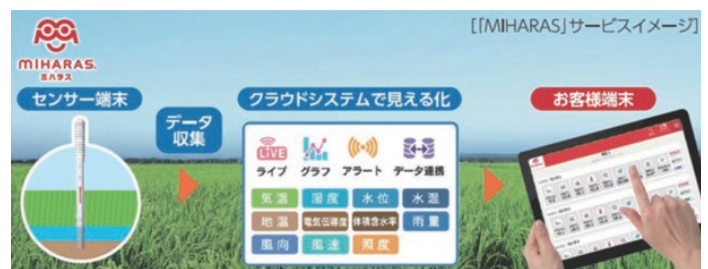 [「MIHARAS」サービスイメージ]
MIHARAS.
ミハラス
センサー端末
データ
収集
クラウドシステムで見える化
お客様端末
LIVE
ライブ グラフ アラート データ連携
気温 湿度 水位 水温
地温 電気伝導度 体積含水率 雨量
風向 風速 照度